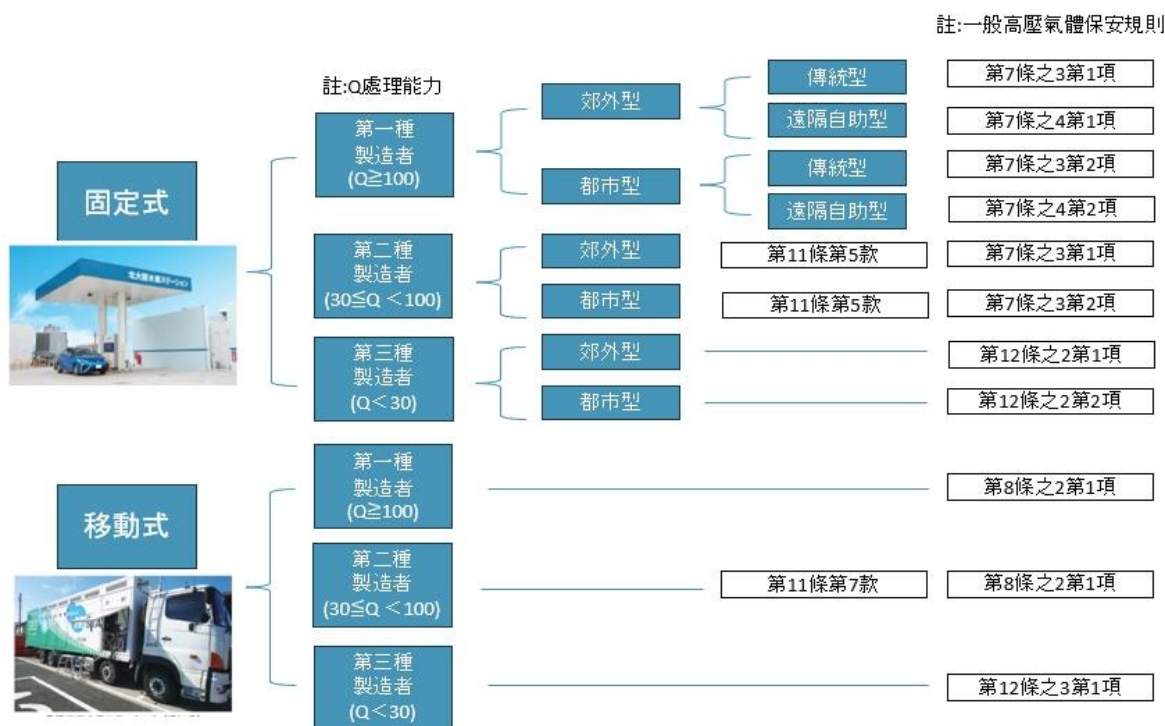 註:一般高壓氣體保安規則
註:Q處理能力
固定式
第一種
製造者
(Q≧100)
郊外型
傳統型
第7條之3第1項
遠隔自助型
第7條之4第1項
都市型
傳統型
第7條之3第2項
遠隔自助型
第7條之4第2項
第二種
製造者
(30≦Q <100)
郊外型
第11條第5款
第7條之3第1項
都市型
第11條第5款
第7條之3第2項
第三種
製造者
(Q<30)
郊外型
第12條之2第1項
都市型
第12條之2第2項
北大阪水素ステーション
移動式
第一種
製造者
(Q≧100)
第8條之2第1項
第二種
製造者
(30≦Q <100)
第11條第7款
第8條之2第1項
第三種
製造者
(Q<30)
第12條之3第1項